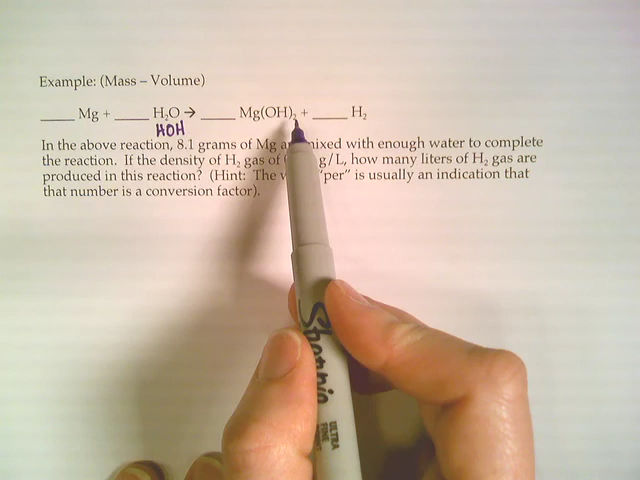 Example: (Mass – Volume)
____ Mg + ____ H₂O → ____ Mg(OH)₂ + ____ H₂
HOH
In the above reaction, 8.1 grams of Mg mixed with enough water to complete
the reaction. If the density of H₂ gas of g/L, how many liters of H₂ gas are
produced in this reaction? (Hint: The "per" is usually an indication that
that number is a conversion factor).
Sharpie
ULTRA
FINE